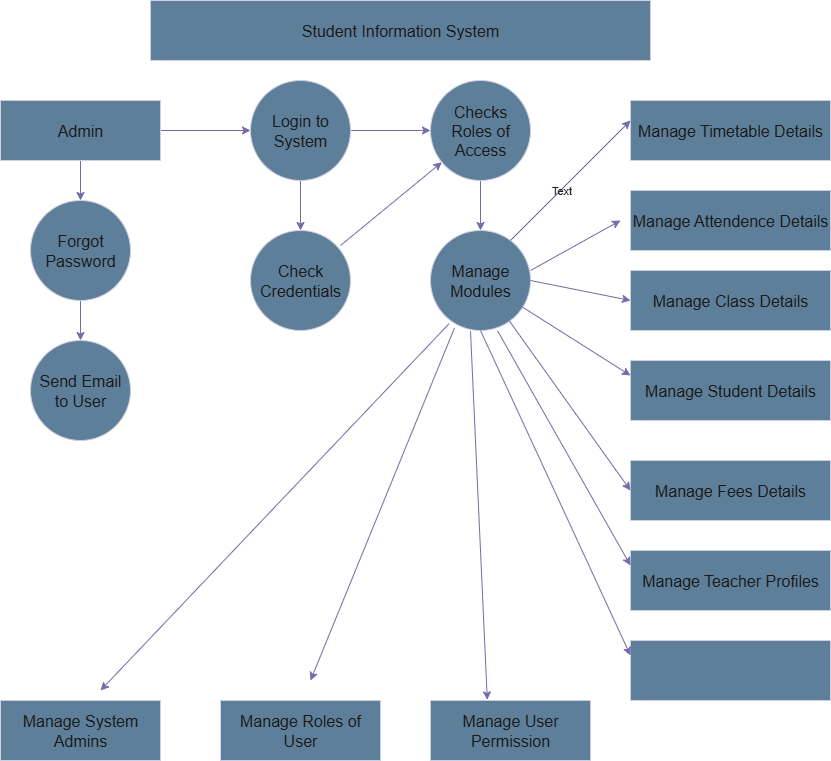 Student Information System
Admin
Login to
System
Checks
Roles of
Access
Manage Timetable Details
Text
Manage Attendence Details
Forgot
Password
Check
Credentials
Manage
Modules
Manage Class Details
Send Email
to User
Manage Student Details
Manage Fees Details
Manage Teacher Profiles
Manage System
Admins
Manage Roles of
User
Manage User
Permission